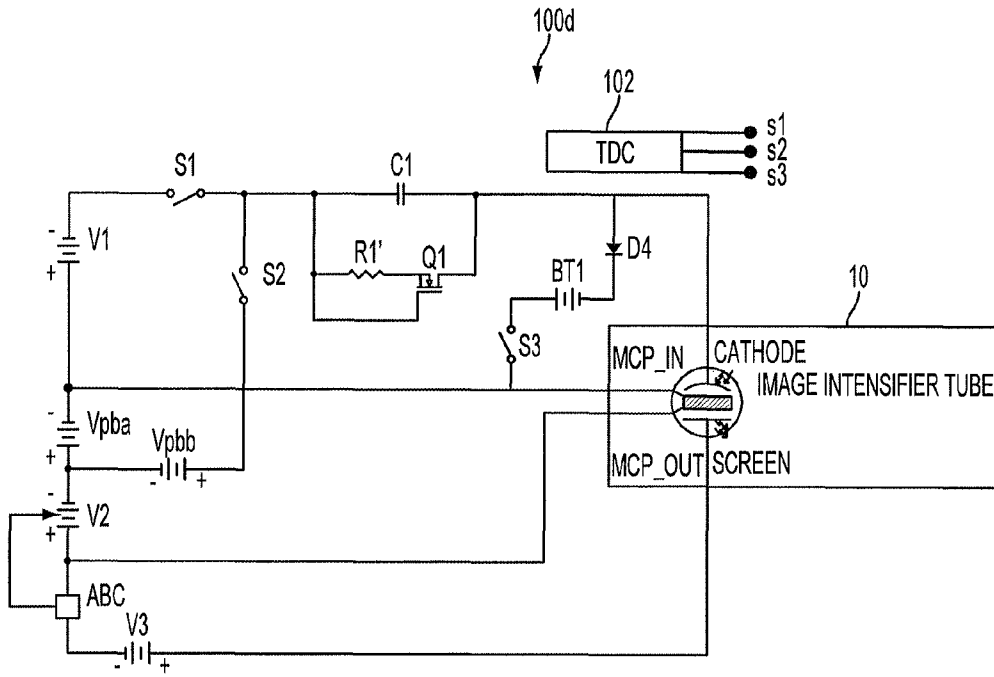 100d
102
TDC
s1
s2
s3
S1
C1
V1
-
+
S2
R1'
Q1
D4
BT1
S3
10
MCP_IN
CATHODE
IMAGE INTENSIFIER TUBE
-
Vpba
+
Vpbb
- +
MCP_OUT
SCREEN
-
V2
+
ABC
V3
- +